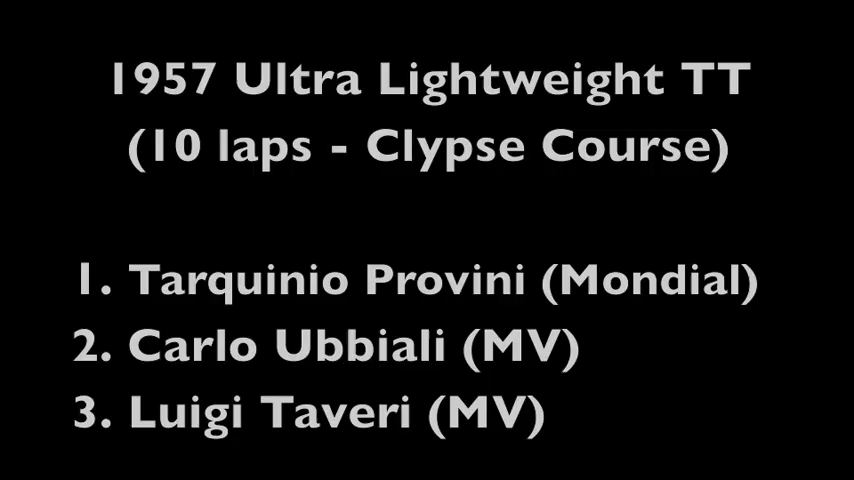 1957 Ultra Lightweight TT
(10 laps - Clypse Course)
1. Tarquinio Provini (Mondial)
2. Carlo Ubbiali (MV)
3. Luigi Taveri (MV)